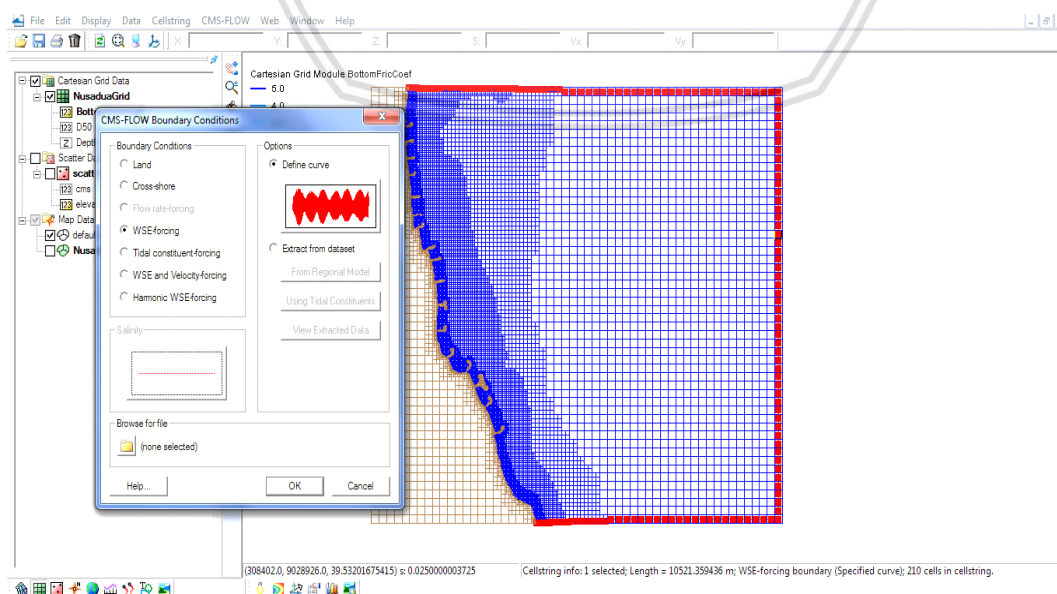 File Edit Display Data Cellstring CMS-FLOW Web Window Help
X: Y: Z: S: Vx: Vy:
Cartesian Grid Data
NusaduaGrid
D50
Scatter Da
scatt
cms
eleva
Map Data
defau
Nusa
Cartesian Grid Module BottomFricCoef
5.0
4.0
CMS-FLOW Boundary Conditions
Boundary Conditions
Land
Cross-shore
Flow rate-forcing
WSE-forcing
Tidal constituent-forcing
WSE and Velocity-forcing
Harmonic WSE-forcing
Salinity
Options
Define curve
Extract from dataset
From Regional Model
Using Tidal Constituents
View Extracted Data
Browse for file
(none selected)
Help...
OK
Cancel
(308402.0, 9028926.0, 39.53201675415) s: 0.0250000003725
Cellstring info: 1 selected; Length = 10521.359436 m; WSE-forcing boundary (Specified curve); 210 cells in cellstring.